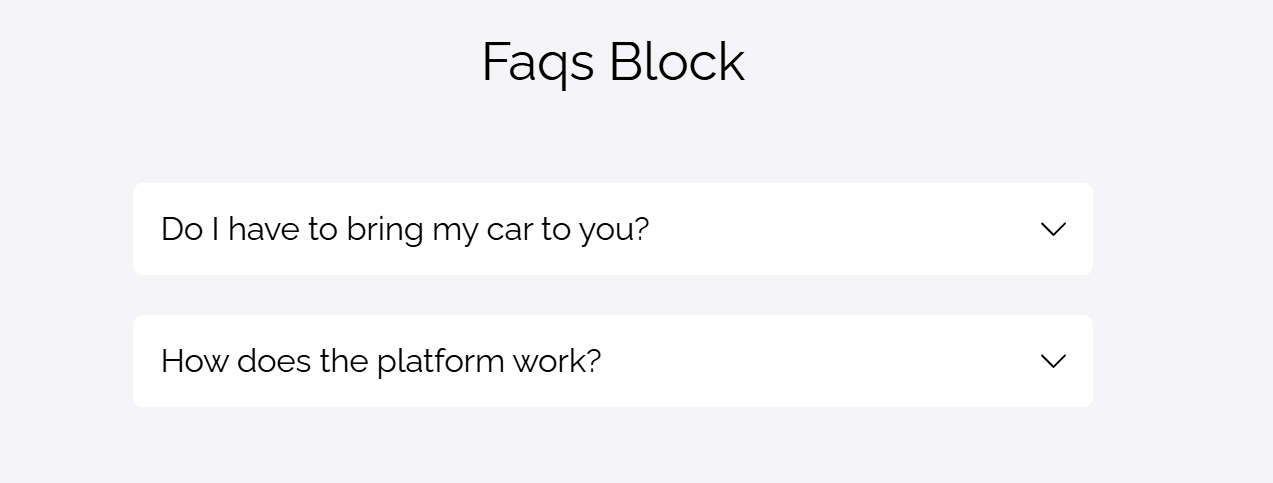 Faqs Block
Do I have to bring my car to you?
How does the platform work?